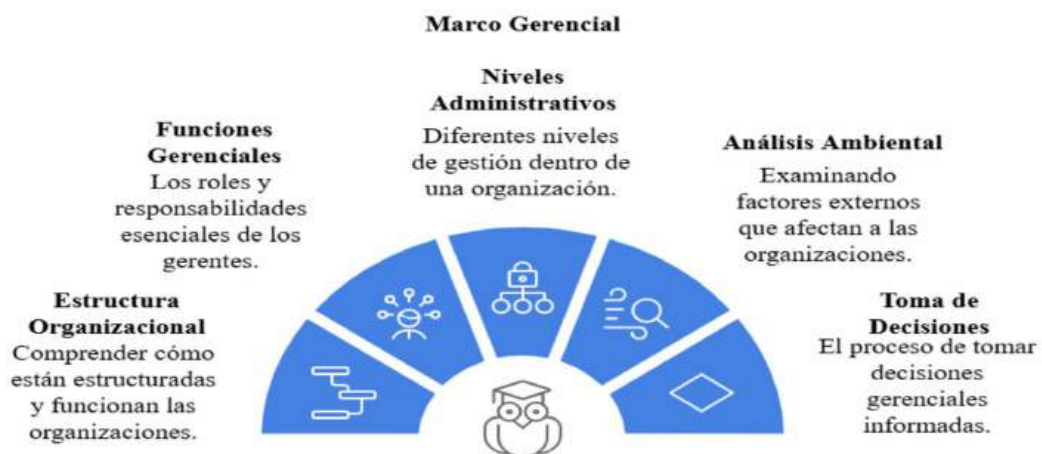 Marco Gerencial
Niveles
Administrativos
Diferentes niveles
de gestión dentro de
una organización.
Funciones
Gerenciales
Los roles y
responsabilidades
esenciales de los
gerentes.
Análisis Ambiental
Examinando
factores externos
que afectan a las
organizaciones.
Estructura
Organizacional
Comprender cómo
están estructuradas
y funcionan las
organizaciones.
Toma de
Decisiones
El proceso de tomar
decisiones
gerenciales
informadas.